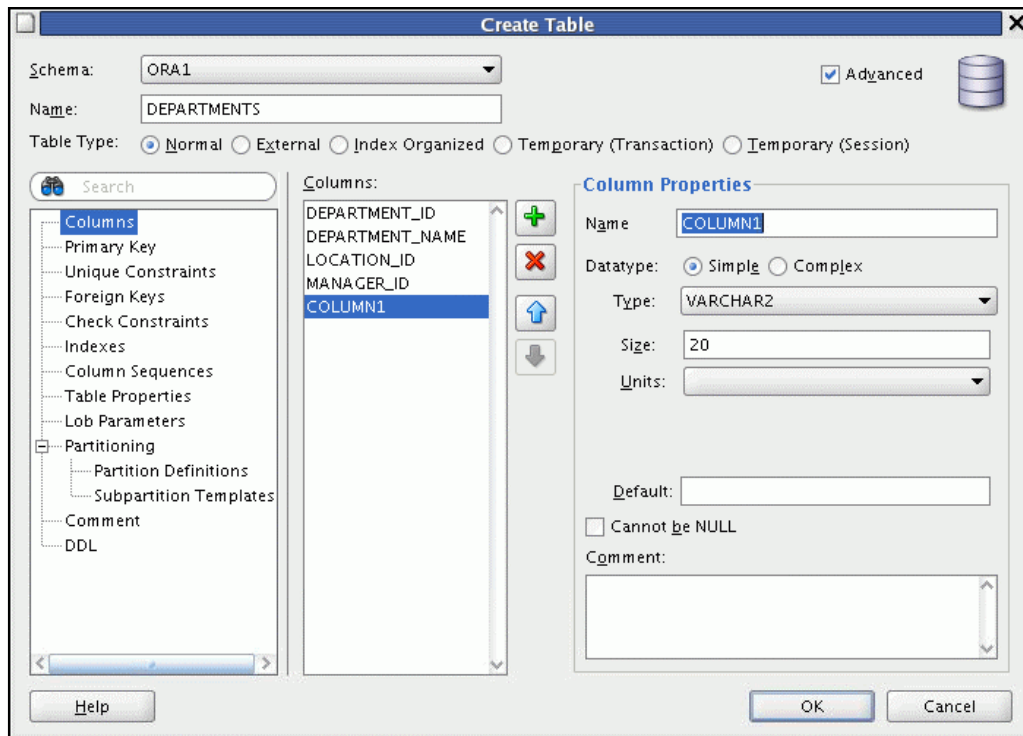 Create Table
Schema: ORA1
Advanced
Name: DEPARTMENTS
Table Type: Normal External Index Organized Temporary (Transaction) Temporary (Session)
Search
Columns
Primary Key
Unique Constraints
Foreign Keys
Check Constraints
Indexes
Column Sequences
Table Properties
Lob Parameters
Partitioning
Partition Definitions
Subpartition Templates
Comment
DDL
Columns:
DEPARTMENT_ID
DEPARTMENT_NAME
LOCATION_ID
MANAGER_ID
COLUMN1
Column Properties
Name COLUMN1
Datatype: Simple Complex
Type: VARCHAR2
Size: 20
Units:
Default:
Cannot be NULL
Comment:
Help
OK
Cancel